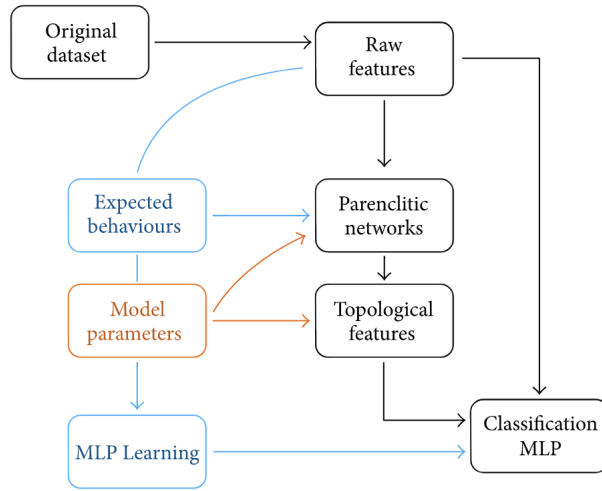 Original
dataset
Raw
features
Expected
behaviours
Parenclitic
networks
Model
parameters
Topological
features
MLP Learning
Classification
MLP